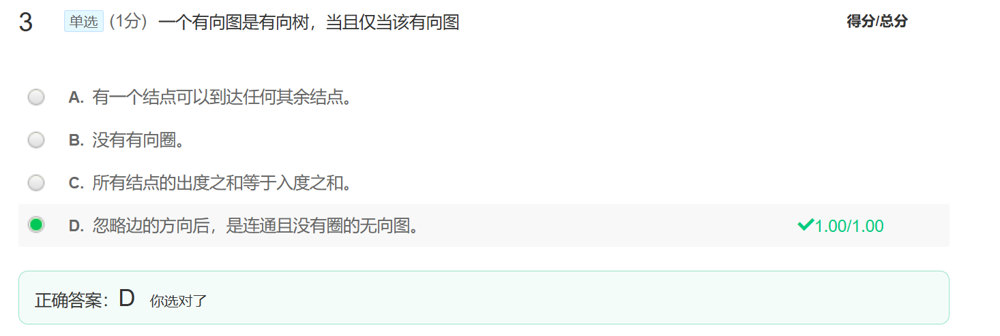 3 单选 (1分) 一个有向图是有向树，当且仅当该有向图 得分/总分
A. 有一个结点可以到达任何其余结点。
B. 没有有向圈。
C. 所有结点的出度之和等于入度之和。
D. 忽略边的方向后，是连通且没有圈的无向图。 1.00/1.00
正确答案：D 你选对了